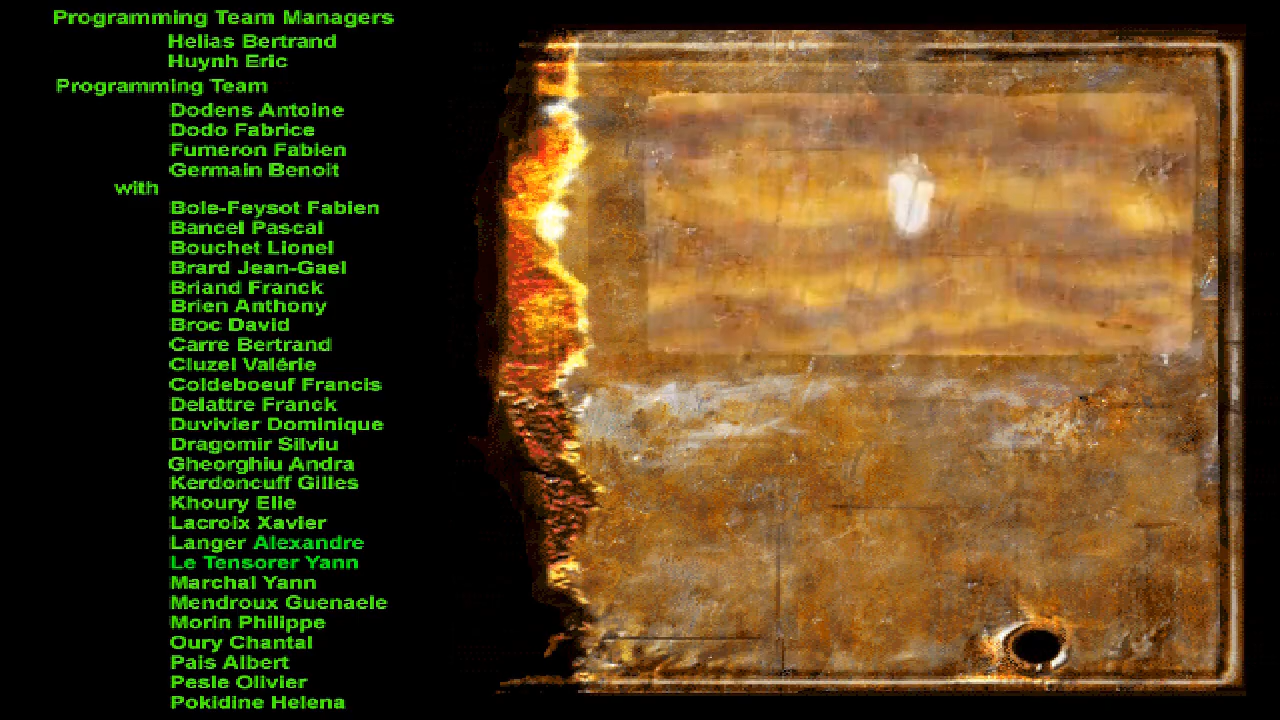 Programming Team Managers
Helias Bertrand
Huynh Eric
Programming Team
Dodens Antoine
Dodo Fabrice
Fumeron Fabien
Germain Benoit
with
Bole-Feysot Fabien
Bancel Pascal
Bouchet Lionel
Brard Jean-Gael
Briand Franck
Brien Anthony
Broc David
Carre Bertrand
Cluzel Valérie
Coldeboeuf Francis
Delattre Franck
Duvivier Dominique
Dragomir Silviu
Gheorghiu Andra
Kerdoncuff Gilles
Khoury Elie
Lacroix Xavier
Langer Alexandre
Le Tensorer Yann
Marchal Yann
Mendroux Guenaele
Morin Philippe
Oury Chantal
Pais Albert
Pesle Olivier
Pokidine Helena